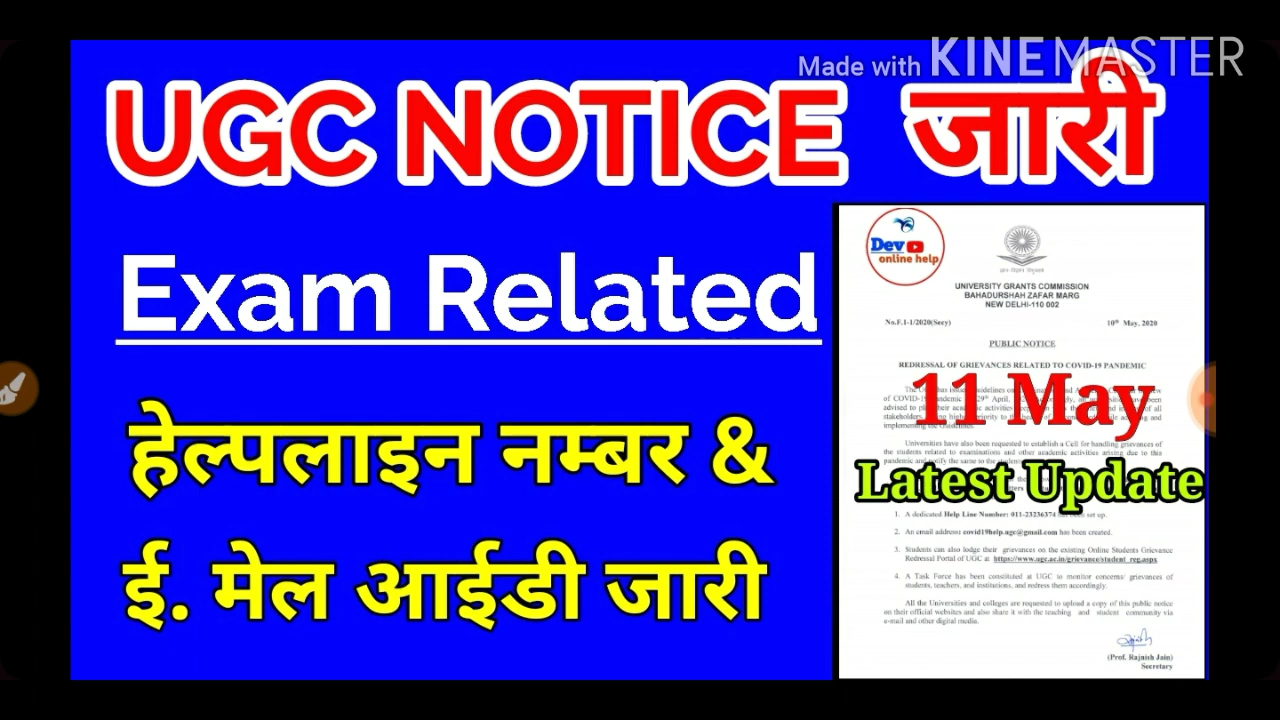 Made with KINEMASTER
UGC NOTICE जारी
Exam Related
हेल्पलाइन नम्बर &
ई. मेल आईडी जारी
Dev
online help
UNIVERSITY GRANTS COMMISSION
BAHADURSHAH ZAFAR MARG
NEW DELHI-110 002
No.F.1-1/2020(Secy) 10th May, 2020
PUBLIC NOTICE
REDRESSAL OF GRIEVANCES RELATED TO COVID-19 PANDEMIC
11 May
Universities have also been requested to establish a Cell for handling grievances of
the students related to examinations and other academic activities arising due to this
pandemic and notify the same to the
Latest Update
1. A dedicated Help Line Number: 011-23236374 set up.
2. An email address: covid19help.ugc@gmail.com has been created.
3. Students can also lodge their grievances on the existing Online Students Grievance
Redressal Portal of UGC at https://www.ugc.ac.in/grievance/student_reg.aspx
4. A Task Force has been constituted at UGC to monitor concerns/ grievances of
students, teachers, and institutions, and redress them accordingly.
All the Universities and colleges are requested to upload a copy of this public notice
on their official websites and also share it with the teaching and student community via
e-mail and other digital media.
(Prof. Rajnish Jain)
Secretary